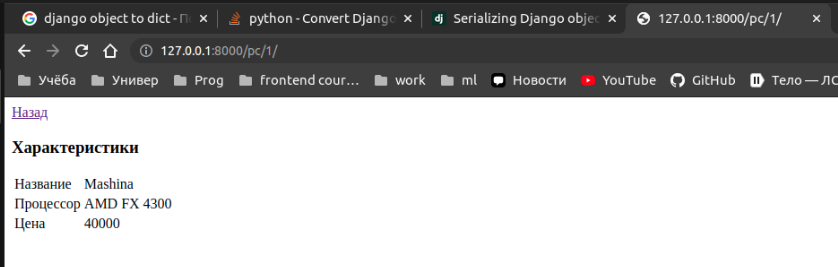 django object to dict - По
python - Convert Django
Serializing Django objec
127.0.0.1:8000/pc/1/
127.0.0.1:8000/pc/1/
Учёба Универ Prog frontend cour… work ml Новости YouTube GitHub Тело — ЛС
Назад
Характеристики
Название Mashina
Процессор AMD FX 4300
Цена 40000